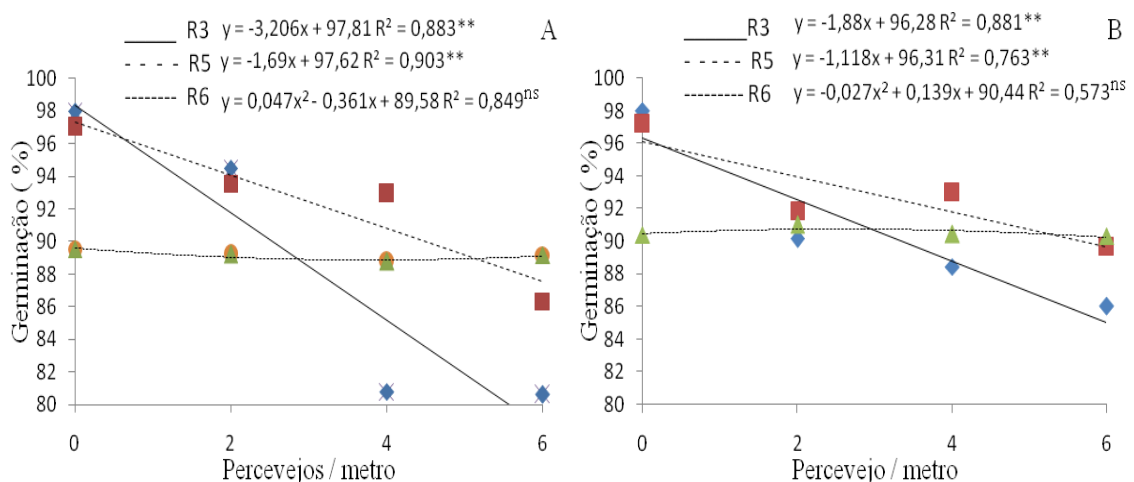 R3 y = -3,206x + 97,81 R² = 0,883** A
R5 y = -1,69x + 97,62 R² = 0,903**
R6 y = 0,047x² - 0,361x + 89,58 R² = 0,849ns
100
98
96
94
92
90
88
86
84
82
80
Germinação ( %)
0 2 4 6
Percevejos / metro
R3 y = -1,88x + 96,28 R² = 0,881** B
R5 y = -1,118x + 96,31 R² = 0,763**
R6 y = -0,027x² + 0,139x + 90,44 R² = 0,573ns
100
98
96
94
92
90
88
86
84
82
80
Germinação ( %)
0 2 4 6
Percevejo / metro